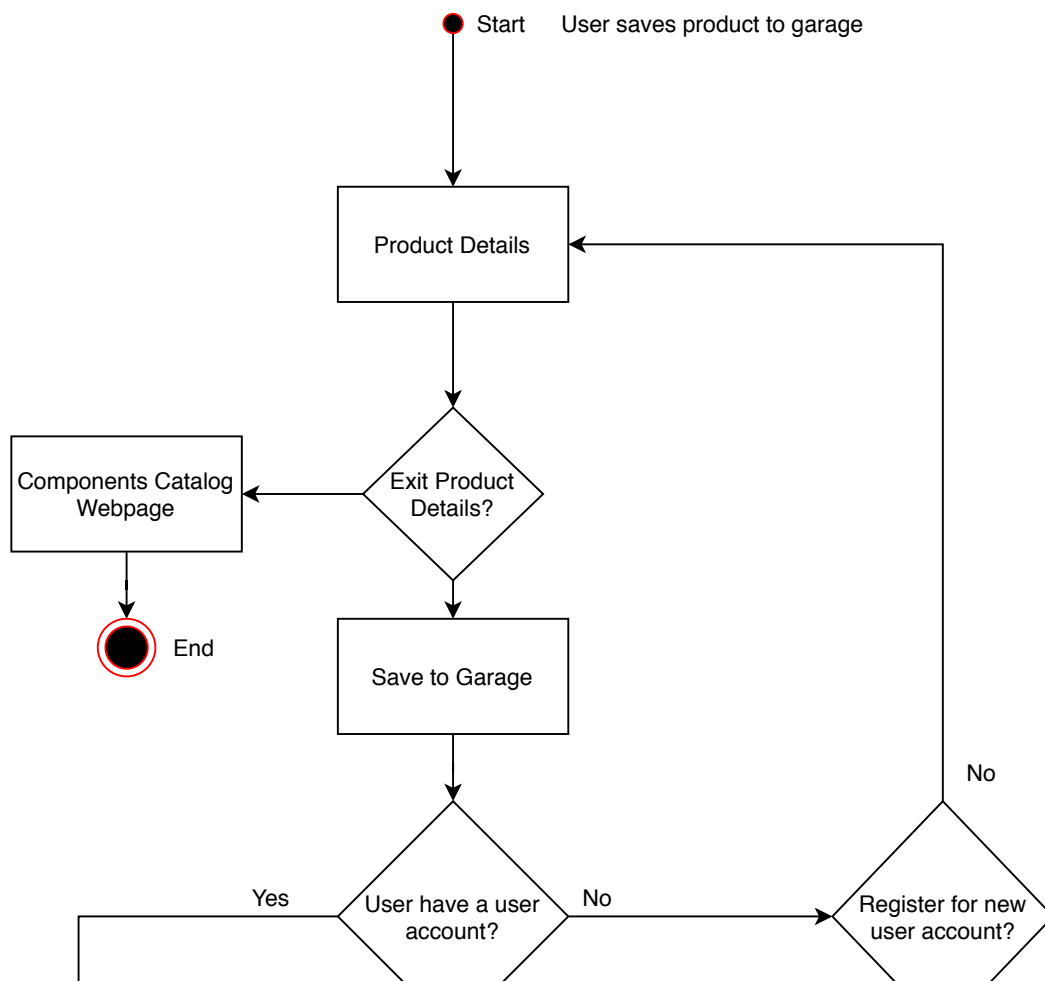 Start
User saves product to garage
Product Details
Exit Product
Details?
Components Catalog
Webpage
End
Save to Garage
No
Yes
User have a user
account?
No
Register for new
user account?